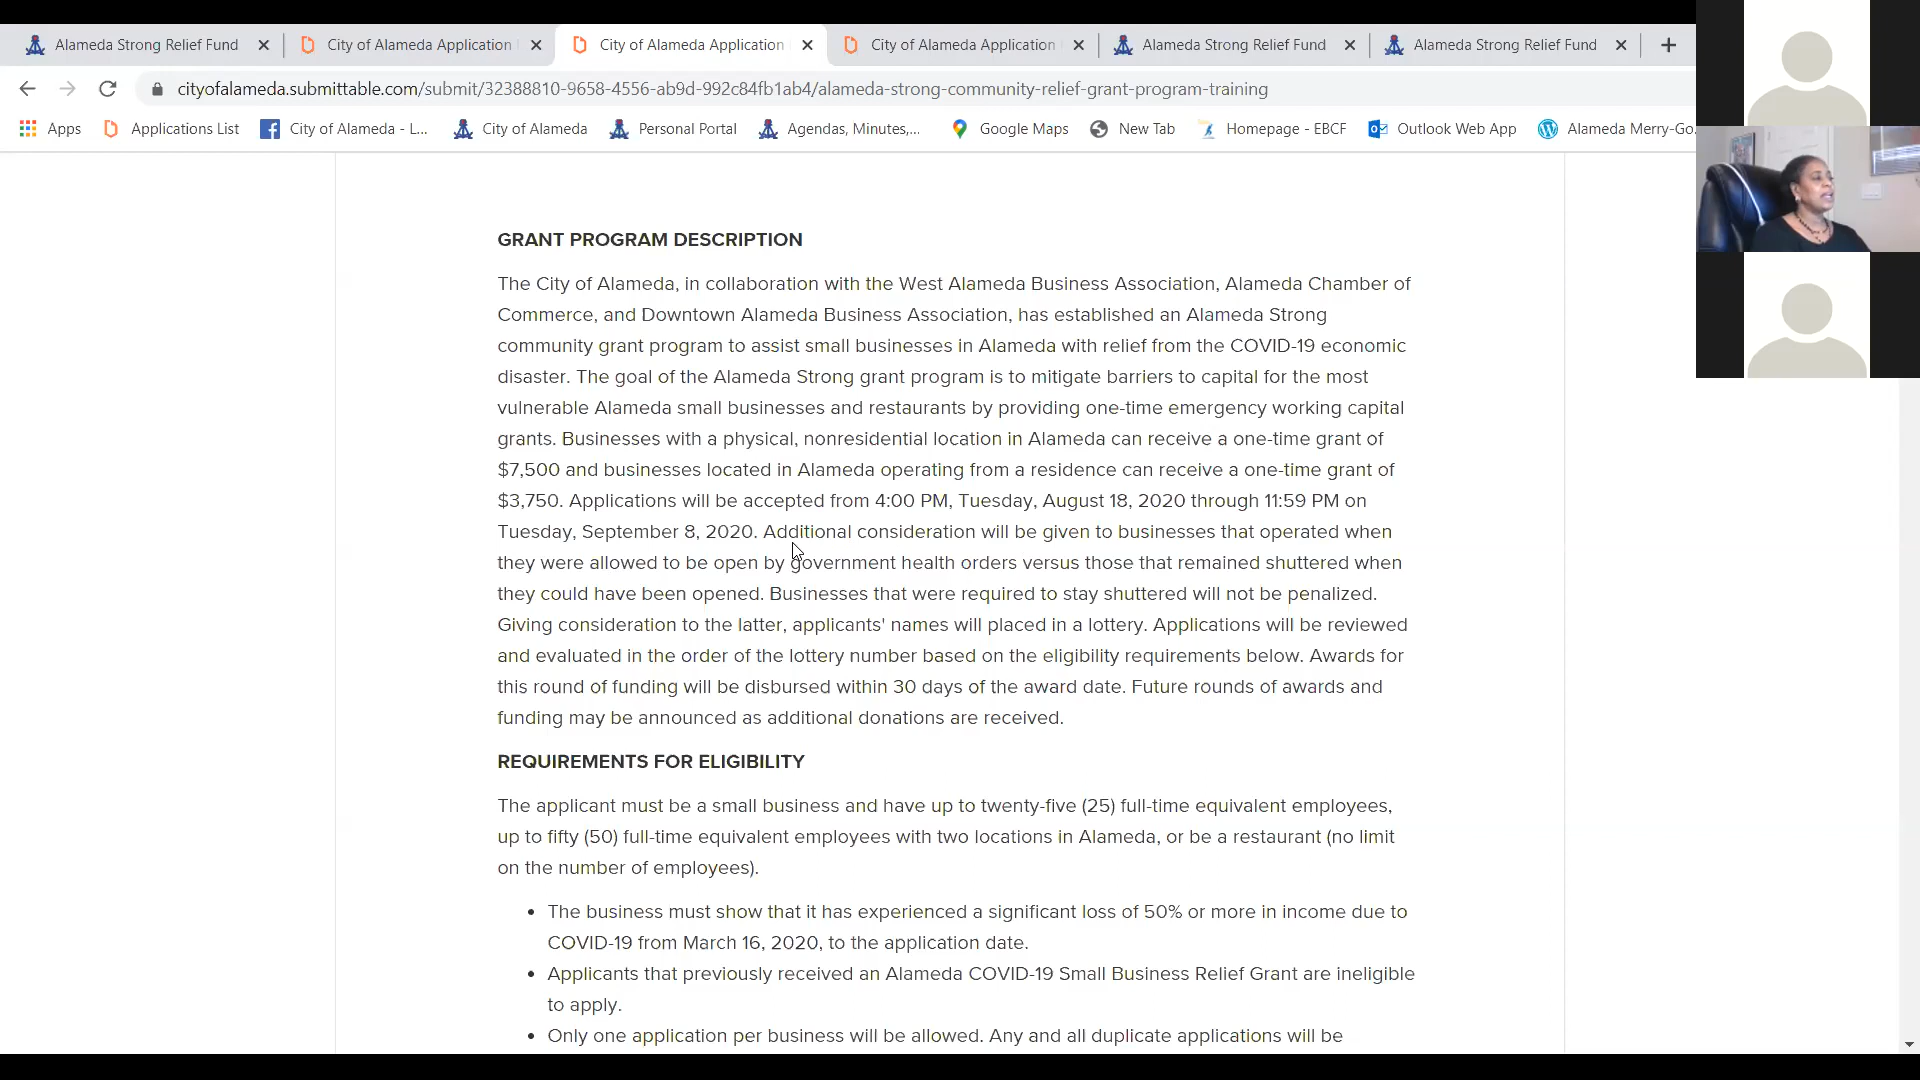 Alameda Strong Relief Fund
City of Alameda Application
City of Alameda Application
City of Alameda Application
Alameda Strong Relief Fund
Alameda Strong Relief Fund
cityofalameda.submittable.com/submit/32388810-9658-4556-ab9d-992c84fb1ab4/alameda-strong-community-relief-grant-program-training
Apps
Applications List
City of Alameda - L...
City of Alameda
Personal Portal
Agendas, Minutes,...
Google Maps
New Tab
Homepage - EBCF
Outlook Web App
Alameda Merry-Go.
GRANT PROGRAM DESCRIPTION
The City of Alameda, in collaboration with the West Alameda Business Association, Alameda Chamber of
Commerce, and Downtown Alameda Business Association, has established an Alameda Strong
community grant program to assist small businesses in Alameda with relief from the COVID-19 economic
disaster. The goal of the Alameda Strong grant program is to mitigate barriers to capital for the most
vulnerable Alameda small businesses and restaurants by providing one-time emergency working capital
grants. Businesses with a physical, nonresidential location in Alameda can receive a one-time grant of
$7,500 and businesses located in Alameda operating from a residence can receive a one-time grant of
$3,750. Applications will be accepted from 4:00 PM, Tuesday, August 18, 2020 through 11:59 PM on
Tuesday, September 8, 2020. Additional consideration will be given to businesses that operated when
they were allowed to be open by government health orders versus those that remained shuttered when
they could have been opened. Businesses that were required to stay shuttered will not be penalized.
Giving consideration to the latter, applicants' names will placed in a lottery. Applications will be reviewed
and evaluated in the order of the lottery number based on the eligibility requirements below. Awards for
this round of funding will be disbursed within 30 days of the award date. Future rounds of awards and
funding may be announced as additional donations are received.
REQUIREMENTS FOR ELIGIBILITY
The applicant must be a small business and have up to twenty-five (25) full-time equivalent employees,
up to fifty (50) full-time equivalent employees with two locations in Alameda, or be a restaurant (no limit
on the number of employees).
• The business must show that it has experienced a significant loss of 50% or more in income due to
COVID-19 from March 16, 2020, to the application date.
• Applicants that previously received an Alameda COVID-19 Small Business Relief Grant are ineligible
to apply.
• Only one application per business will be allowed. Any and all duplicate applications will be